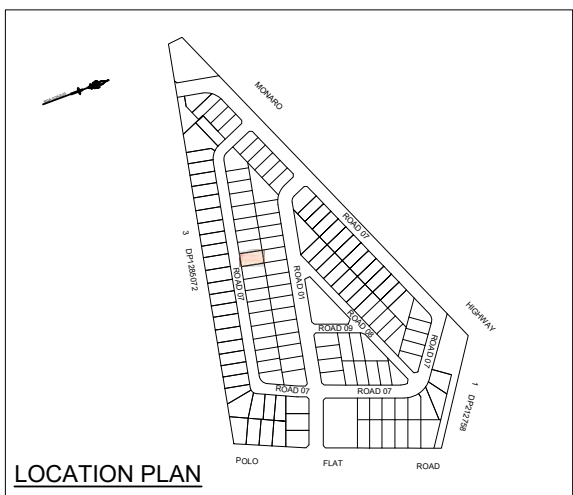 MONARO
ROAD 07
3
DP1285072
ROAD 07
ROAD 01
ROAD 08
HIGHWAY
ROAD 09
ROAD 07
1
DP212758
ROAD 07
ROAD 07
POLO
FLAT
ROAD
LOCATION PLAN